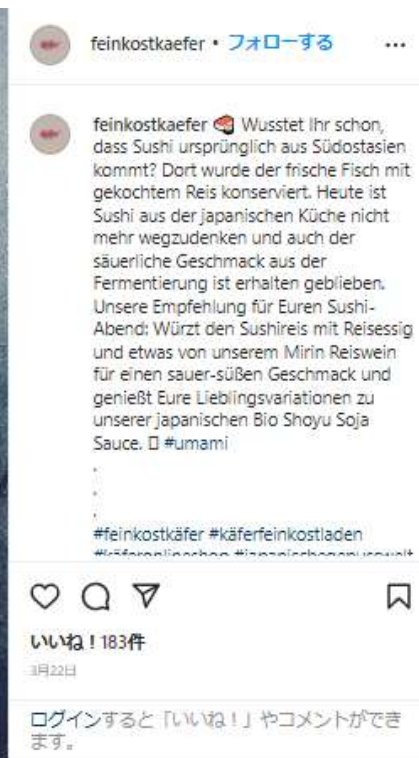 feinkostkaefer • フォローする ...
feinkostkaefer 🍣 Wusstet Ihr schon,
dass Sushi ursprünglich aus Südostasien
kommt? Dort wurde der frische Fisch mit
gekochtem Reis konserviert. Heute ist
Sushi aus der japanischen Küche nicht
mehr wegzudenken und auch der
säuerliche Geschmack aus der
Fermentierung ist erhalten geblieben.
Unsere Empfehlung für Euren Sushi-
Abend: Würzt den Sushireis mit Reisessig
und etwas von unserem Mirin Reiswein
für einen sauer-süßen Geschmack und
genießt Eure Lieblingsvariationen zu
unserer japanischen Bio Shoyu Soja
Sauce. #umami
.
.
.
#feinkostkäfer #käferfeinkostladen
#käferonlineshop #japanischegenusswelt
いいね！183件
3月22日
ログインすると「いいね！」やコメントができ
ます。